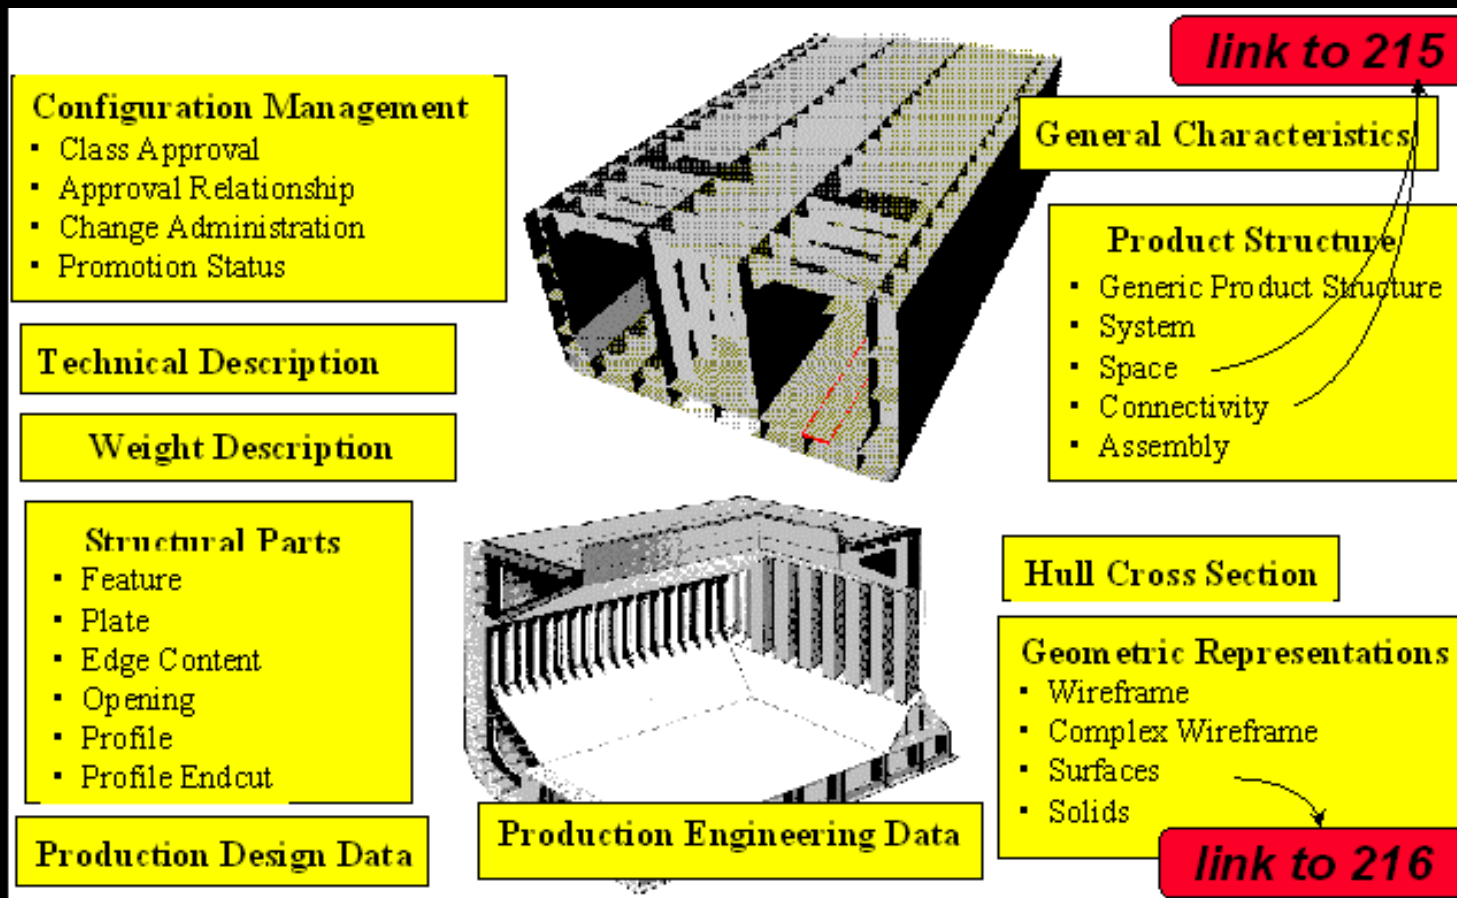 link to 215
Configuration Management
▪ Class Approval
▪ Approval Relationship
▪ Change Administration
▪ Promotion Status
General Characteristics
Product Structure
▪ Generic Product Structure
▪ System
▪ Space
▪ Connectivity
▪ Assembly
Technical Description
Weight Description
Structural Parts
▪ Feature
▪ Plate
▪ Edge Content
▪ Opening
▪ Profile
▪ Profile Endcut
Hull Cross Section
Geometric Representations
▪ Wireframe
▪ Complex Wireframe
▪ Surfaces
▪ Solids
Production Design Data
Production Engineering Data
link to 216